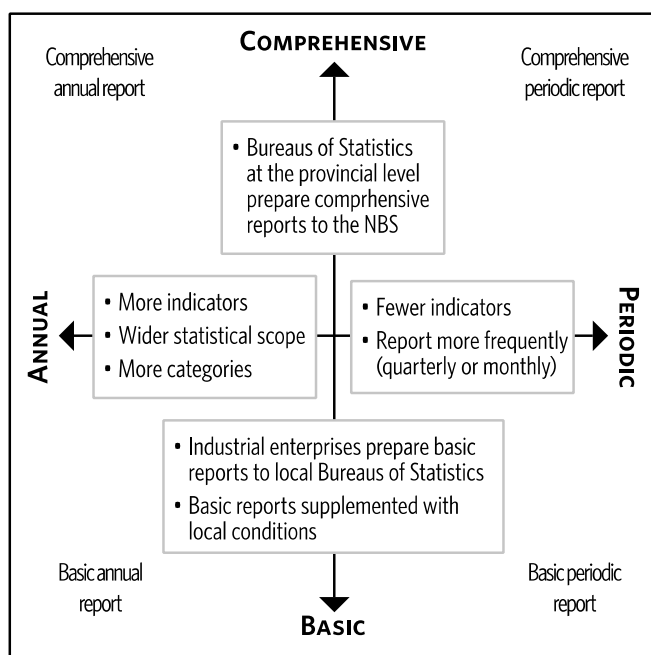 COMPREHENSIVE
Comprehensive
annual report
Comprehensive
periodic report
• Bureaus of Statistics
at the provincial level
prepare comprhensive
reports to the NBS
ANNUAL
• More indicators
• Wider statistical scope
• More categories
• Fewer indicators
• Report more frequently
(quarterly or monthly)
PERIODIC
• Industrial enterprises prepare basic
reports to local Bureaus of Statistics
• Basic reports supplemented with
local conditions
Basic annual
report
Basic periodic
report
BASIC